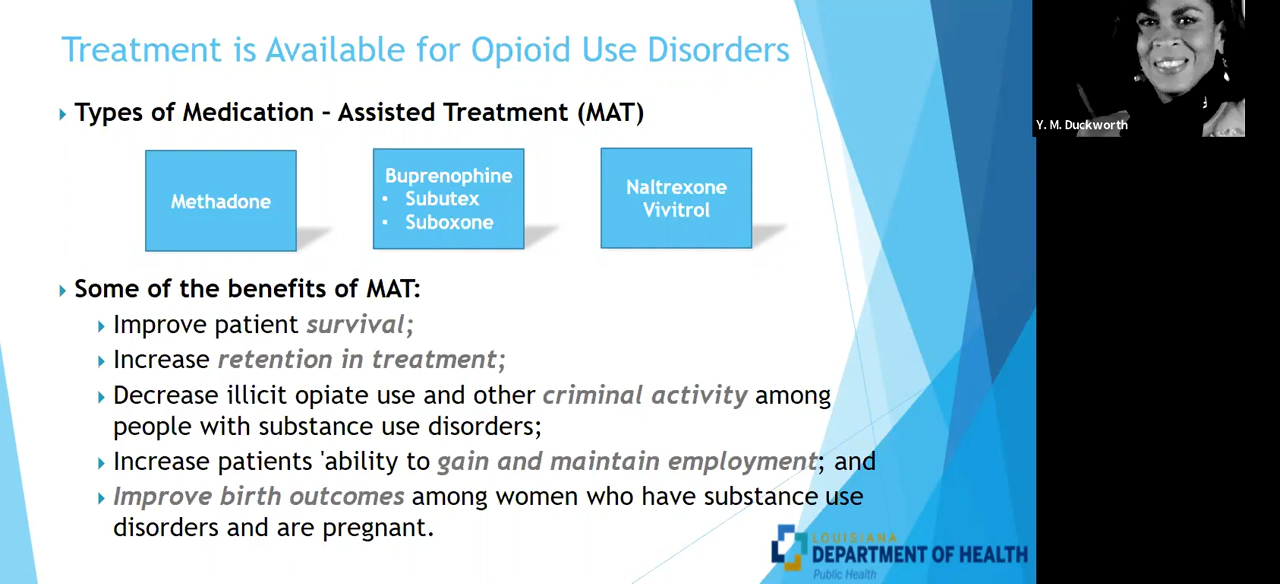 Treatment is Available for Opioid Use Disorders
Types of Medication - Assisted Treatment (MAT)
Methadone
Buprenophine
• Subutex
• Suboxone
Naltrexone
Vivitrol
Some of the benefits of MAT:
Improve patient survival;
Increase retention in treatment;
Decrease illicit opiate use and other criminal activity among
people with substance use disorders;
Increase patients 'ability to gain and maintain employment; and
Improve birth outcomes among women who have substance use
disorders and are pregnant.
LOUISIANA
DEPARTMENT OF HEALTH
Public Health
Y. M. Duckworth